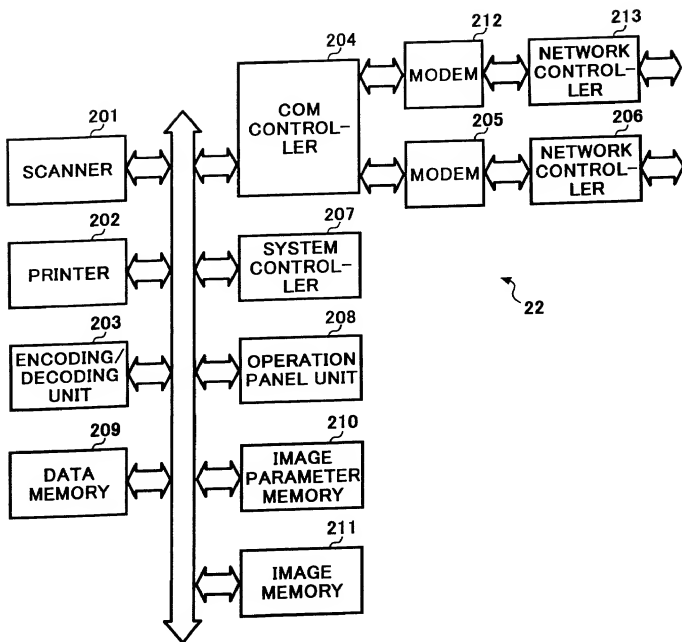 204
COM
CONTROL-
LER
212
MODEM
213
NETWORK
CONTROL-
LER
205
MODEM
206
NETWORK
CONTROL-
LER
201
SCANNER
202
PRINTER
207
SYSTEM
CONTROL-
LER
22
203
ENCODING/
DECODING
UNIT
208
OPERATION
PANEL UNIT
209
DATA
MEMORY
210
IMAGE
PARAMETER
MEMORY
211
IMAGE
MEMORY